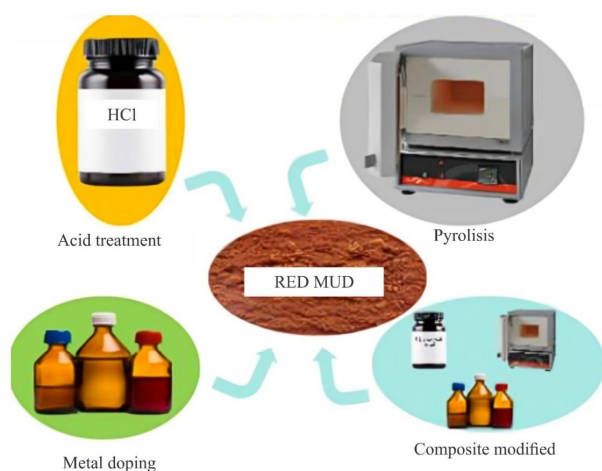 HCl
Acid treatment
Pyrolisis
RED MUD
Metal doping
Composite modified